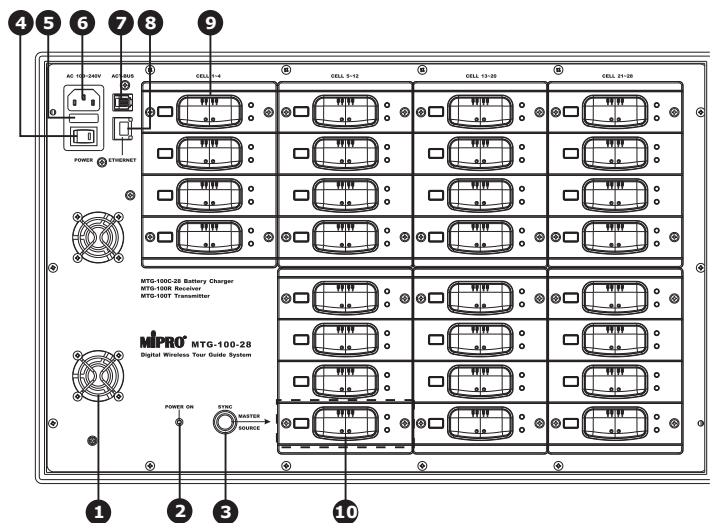 4 5 6 7 8 9
AC 100~240V ACT-BUS CELL 1~4 CELL 5~12 CELL 13~20 CELL 21~28
POWER ETHERNET
MTG-100C-28 Battery Charger
MTG-100R Receiver
MTG-100T Transmitter
MIPRO® MTG-100-28
Digital Wireless Tour Guide System
POWER ON SYNC
MASTER
SOURCE
1 2 3 10